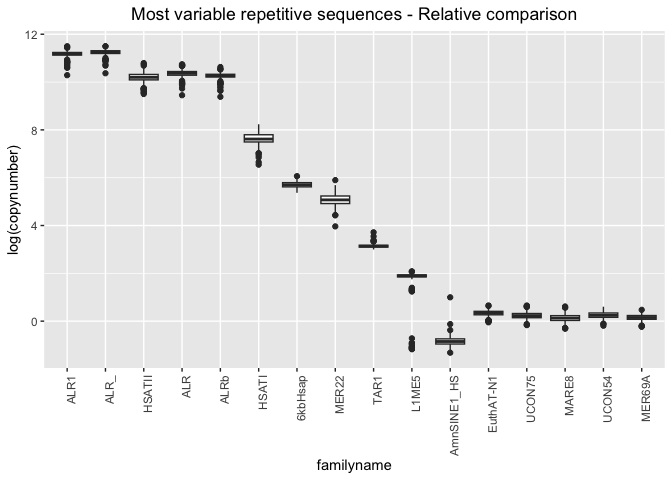 Most variable repetitive sequences - Relative comparison
log(copynumber)
12
8
4
0
ALR1
ALR_
HSATII
ALR
ALRb
HSATI
6kbHsap
MER22
TAR1
L1ME5
AmnSINE1_HS
EuthAT-N1
UCON75
MARE8
UCON54
MER69A
familyname